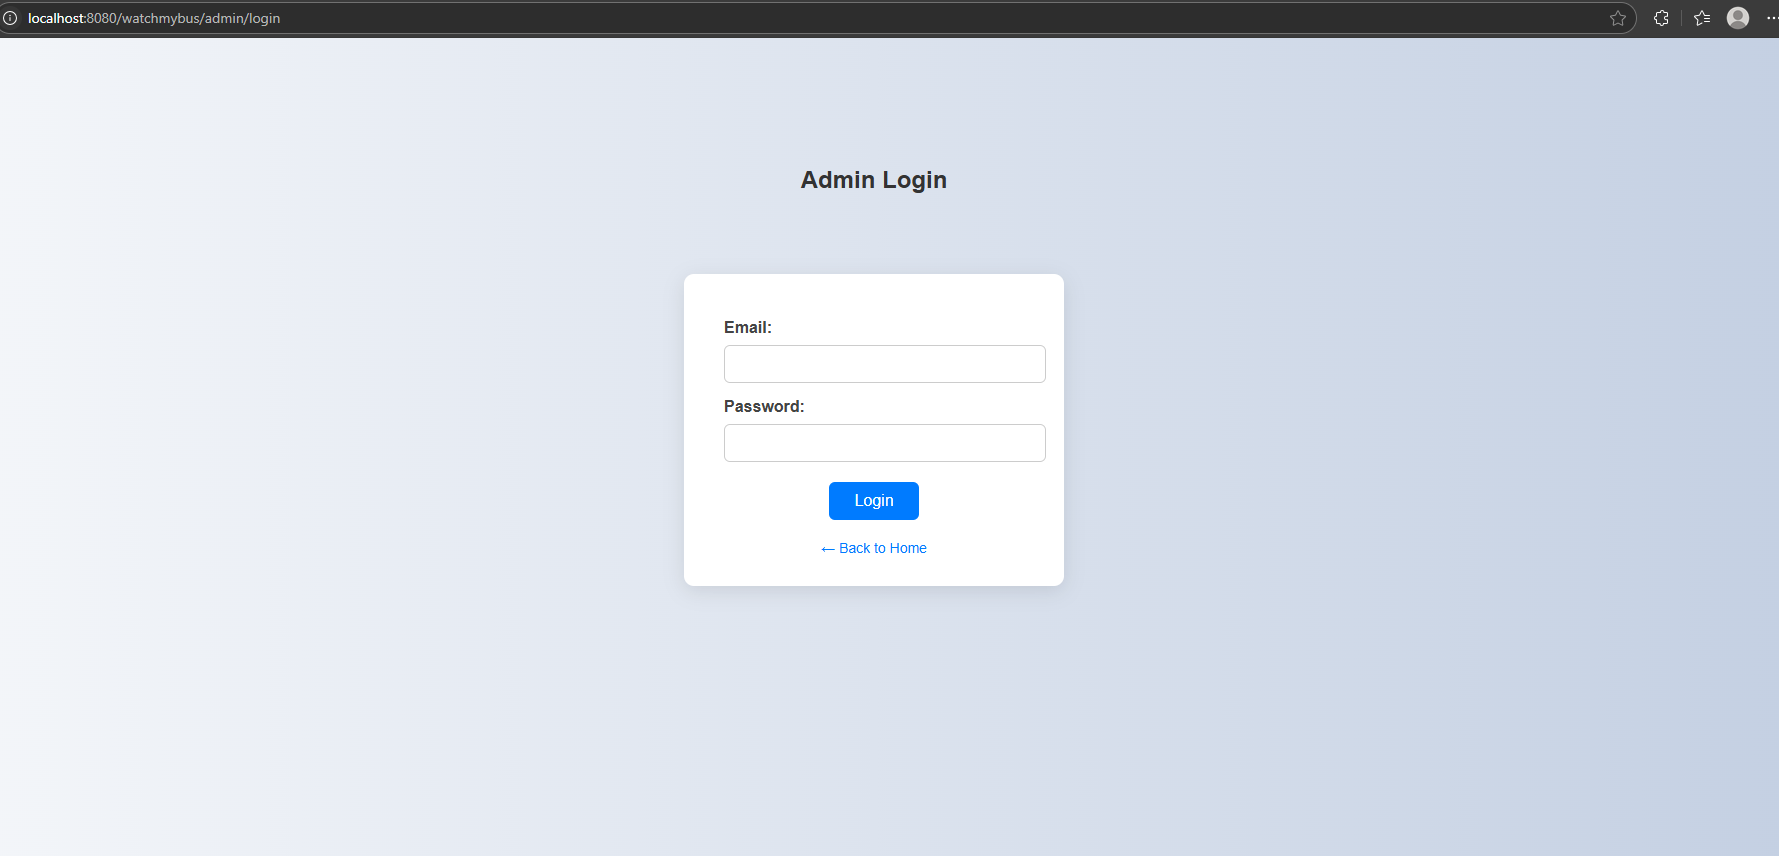 localhost:8080/watchmybus/admin/login
Admin Login
Email:
Password:
Login
← Back to Home